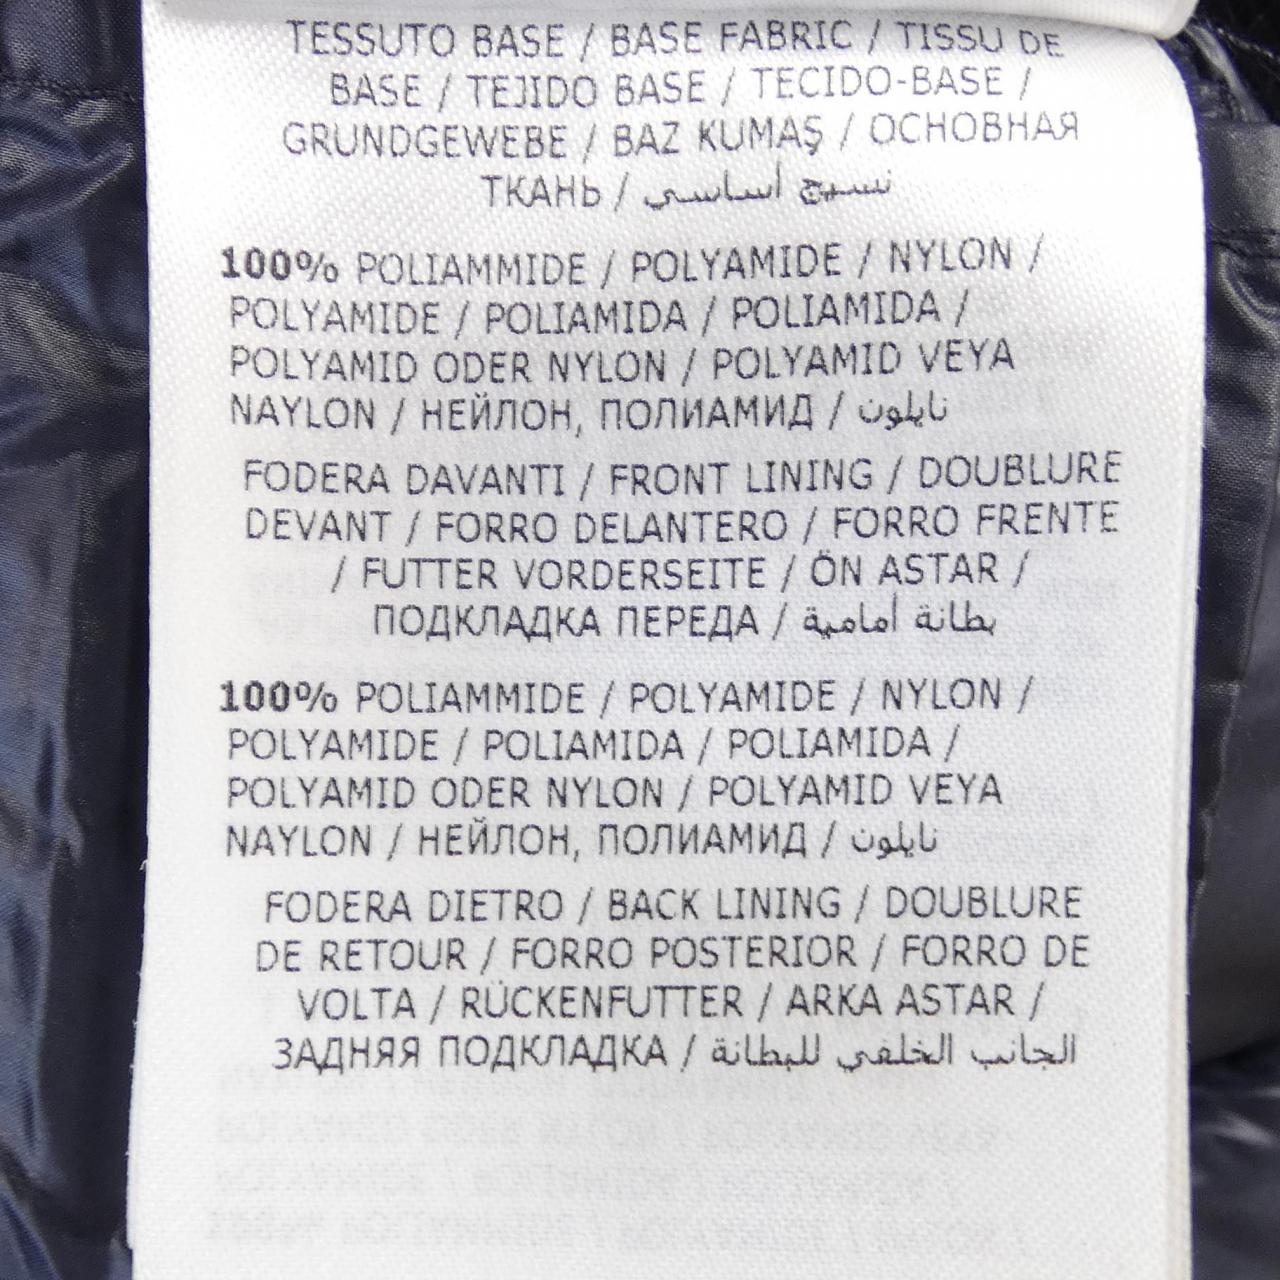 TESSUTO BASE / BASE FABRIC / TISSU DE
BASE / TEJIDO BASE / TECIDO-BASE /
GRUNDGEWEBE / BAZ KUMAŞ / ОСНОВНАЯ
ТКАНЬ / نسيج أساسي
100% POLIAMMIDE / POLYAMIDE / NYLON /
POLYAMIDE / POLIAMIDA / POLIAMIDA /
POLYAMID ODER NYLON / POLYAMID VEYA
NAYLON / НЕЙЛОН, ПОЛИАМИД / نايلون
FODERA DAVANTI / FRONT LINING / DOUBLURE
DEVANT / FORRO DELANTERO / FORRO FRENTE
/ FUTTER VORDERSEITE / ÖN ASTAR /
ПОДКЛАДКА ПЕРЕДА / بطانة أمامية
100% POLIAMMIDE / POLYAMIDE / NYLON /
POLYAMIDE / POLIAMIDA / POLIAMIDA /
POLYAMID ODER NYLON / POLYAMID VEYA
NAYLON / НЕЙЛОН, ПОЛИАМИД / نايلون
FODERA DIETRO / BACK LINING / DOUBLURE
DE RETOUR / FORRO POSTERIOR / FORRO DE
VOLTA / RÜCKENFUTTER / ARKA ASTAR /
ЗАДНЯЯ ПОДКЛАДКА / الجانب الخلفي للبطانة